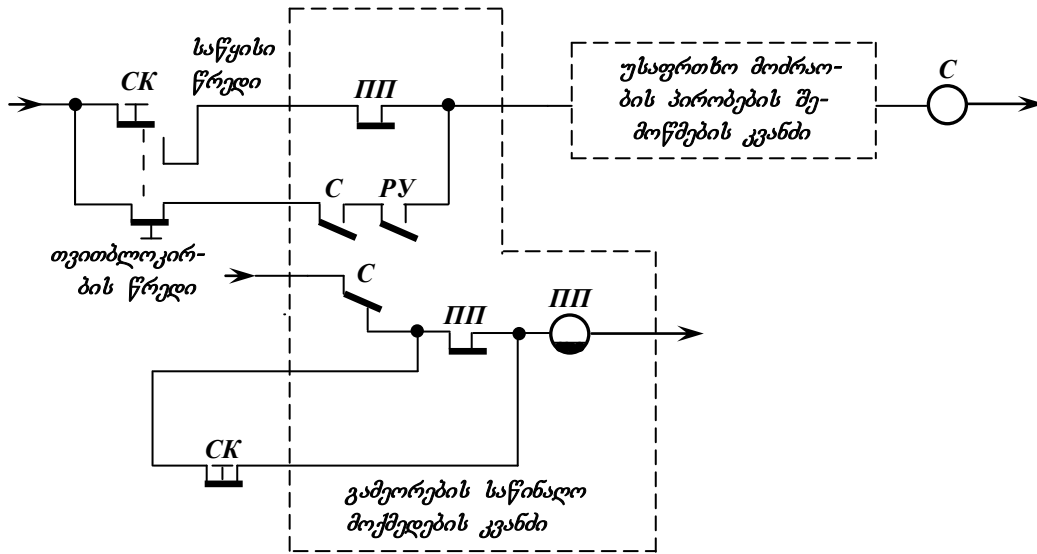 საწყისი
წრედი
СК
ПП
უსაფრთხო მოძრაო-
ბის პირობების შე-
მოწმების კვანძი
С
С
РУ
თვითბლოკირ-
ბის წრედი
С
ПП
ПП
СК
გამეორების საწინაღო
მოქმედების კვანძი